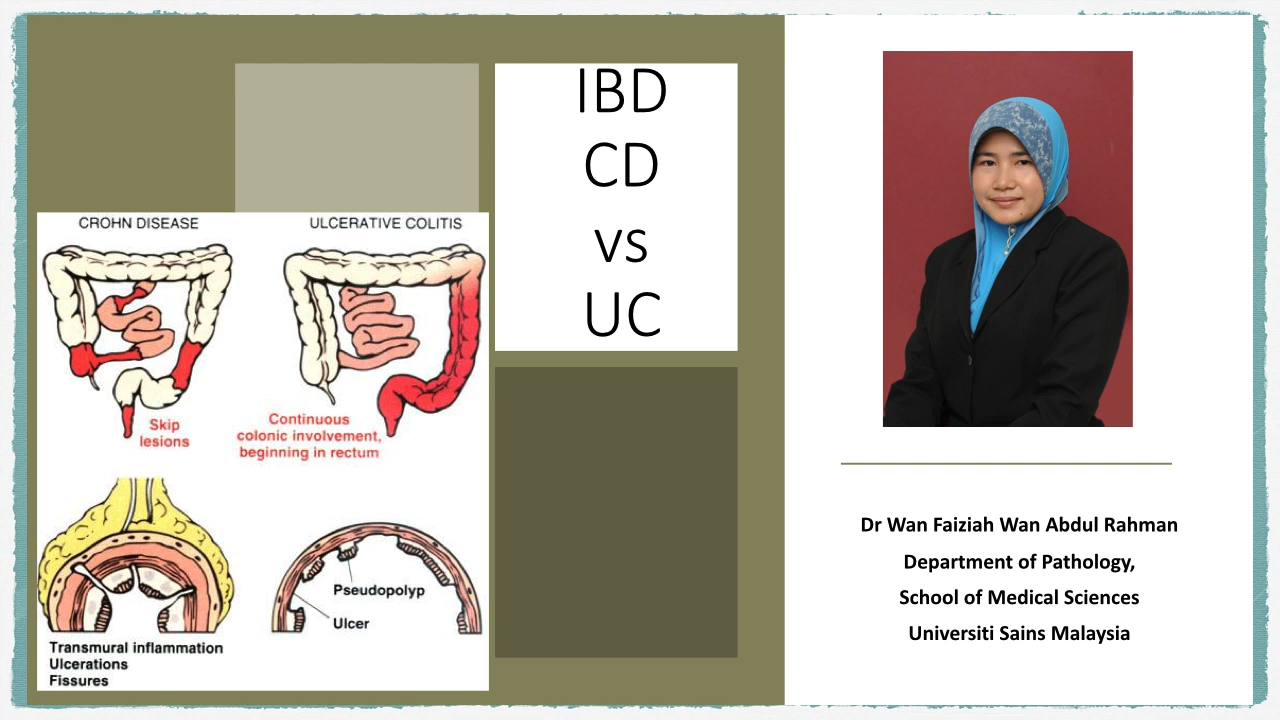 IBD
CD
vs
UC
CROHN DISEASE
ULCERATIVE COLITIS
Skip
lesions
Continuous
colonic involvement,
beginning in rectum
Pseudopolyp
Ulcer
Transmural inflammation
Ulcerations
Fissures
Dr Wan Faiziah Wan Abdul Rahman
Department of Pathology,
School of Medical Sciences
Universiti Sains Malaysia